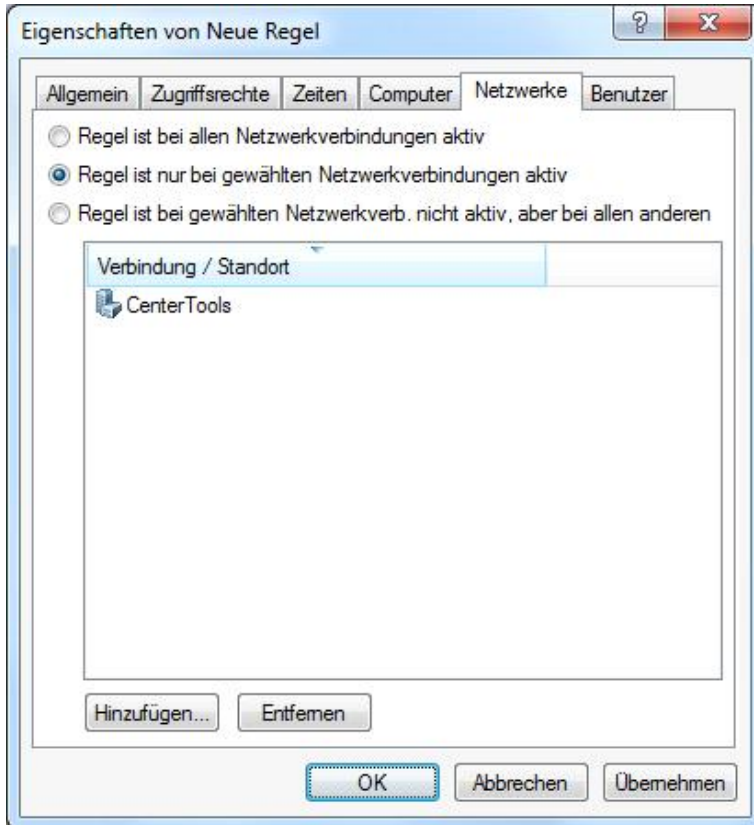 Eigenschaften von Neue Regel
Allgemein Zugriffsrechte Zeiten Computer Netzwerke Benutzer
Regel ist bei allen Netzwerkverbindungen aktiv
Regel ist nur bei gewählten Netzwerkverbindungen aktiv
Regel ist bei gewählten Netzwerkverb. nicht aktiv, aber bei allen anderen
Verbindung / Standort
CenterTools
Hinzufügen... Entfernen
OK Abbrechen Übernehmen